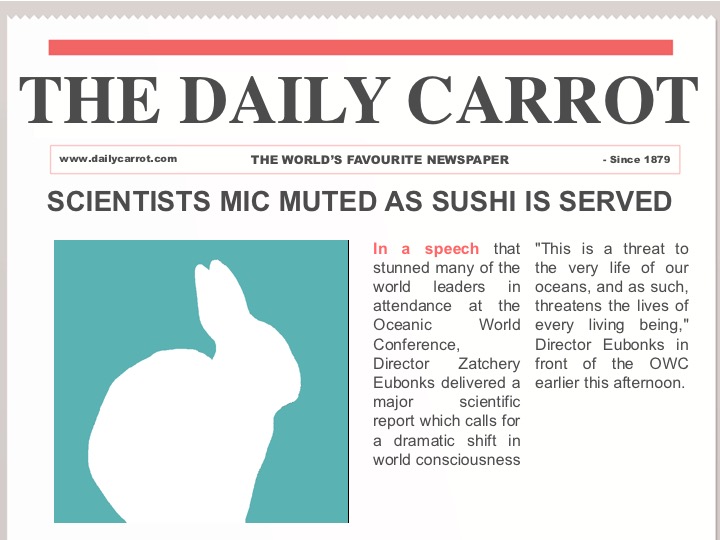 THE DAILY CARROT
www.dailycarrot.com
THE WORLD'S FAVOURITE NEWSPAPER
- Since 1879
SCIENTISTS MIC MUTED AS SUSHI IS SERVED
In a speech that
stunned many of the
world leaders in
attendance at the
Oceanic World
Conference,
Director Zatchery
Eubonks delivered a
major scientific
report which calls for
a dramatic shift in
world consciousness
"This is a threat to
the very life of our
oceans, and as such,
threatens the lives of
every living being,"
Director Eubonks in
front of the OWC
earlier this afternoon.